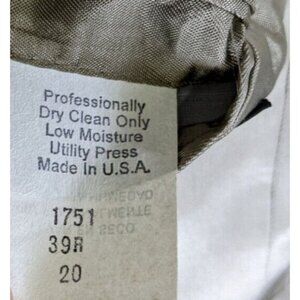 Professionally
Dry Clean Only
Low Moisture
Utility Press
Made in U.S.A.
1751
39R
20